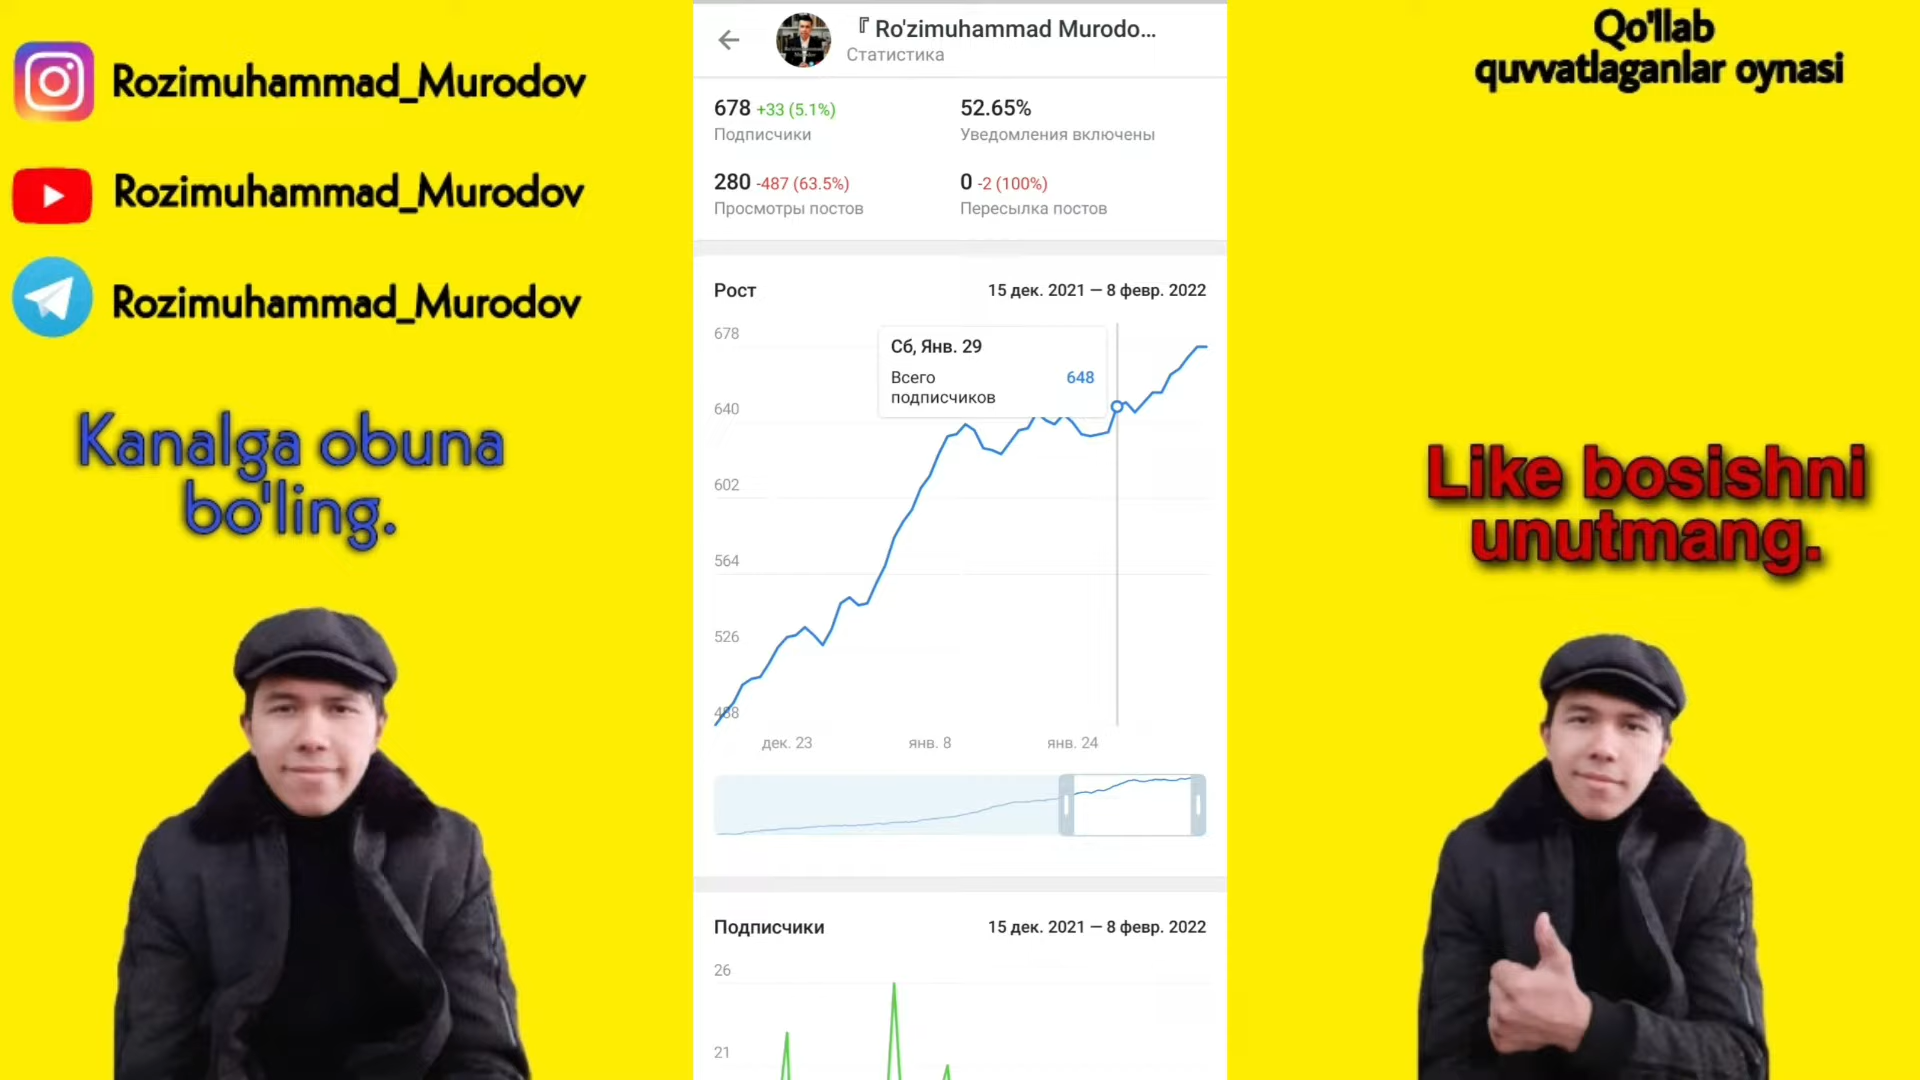 Rozimuhammad_Murodov
Rozimuhammad_Murodov
Rozimuhammad_Murodov
Kanalga obuna
bo'ling.
『 Ro'zimuhammad Murodo...
Статистика
678 +33 (5.1%)
Подписчики
52.65%
Уведомления включены
280 -487 (63.5%)
Просмотры постов
0 -2 (100%)
Пересылка постов
Рост
15 дек. 2021 — 8 февр. 2022
678
Сб, Янв. 29
Всего
подписчиков
648
640
602
564
526
488
дек. 23
янв. 8
янв. 24
Подписчики
15 дек. 2021 — 8 февр. 2022
26
21
Qo'llab
quvvatlaganlar oynasi
Like bosishni
unutmang.